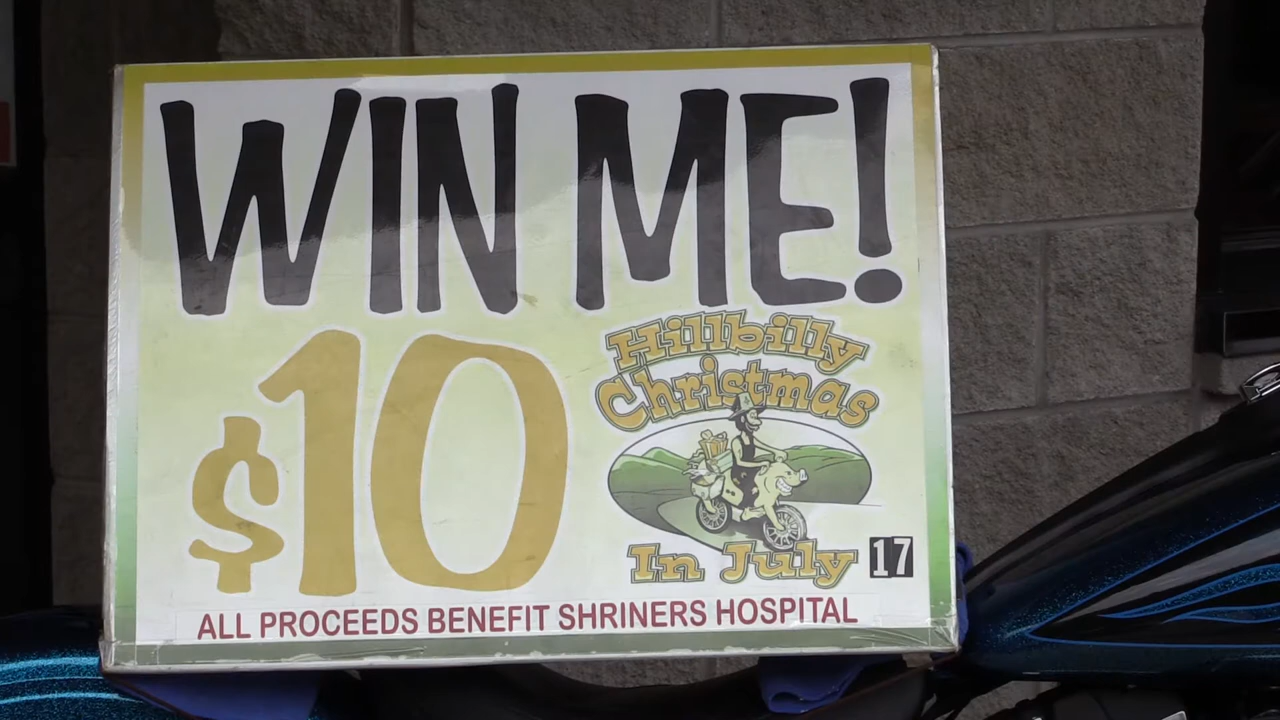 WIN ME!
$10
Hillbilly
Christmas
In July
17
ALL PROCEEDS BENEFIT SHRINERS HOSPITAL